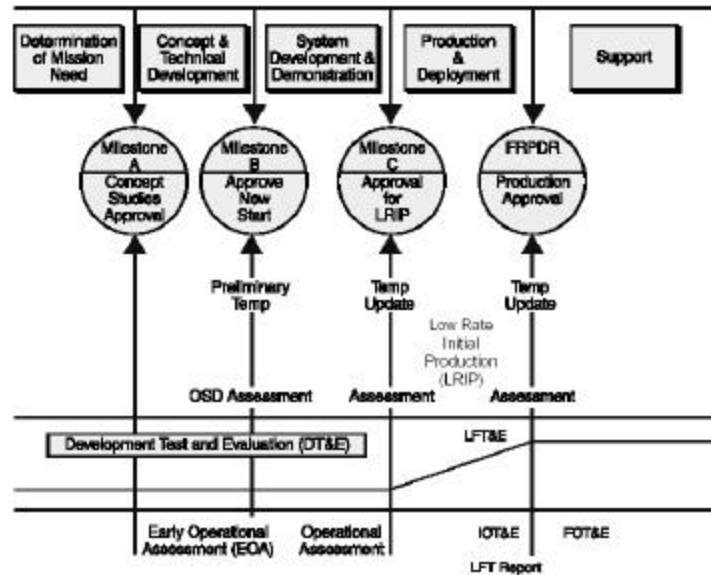 Determination
of Mission
Need
Concept &
Technical
Development
System
Development &
Demonstration
Production
&
Deployment
Support
Milestone
A
Concept
Studies
Approval
Milestone
B
Approve
New
Start
Milestone
C
Approval
for
LRIP
FRPDR
Production
Approval
Preliminary
Temp
Temp
Update
Temp
Update
Low Rate
Initial
Production
(LRIP)
OSD Assessment
Assessment
Assessment
Development Test and Evaluation (DT&E)
LFT&E
Early Operational
Assessment (EOA)
Operational
Assessment
IOT&E
FOT&E
LFT Report